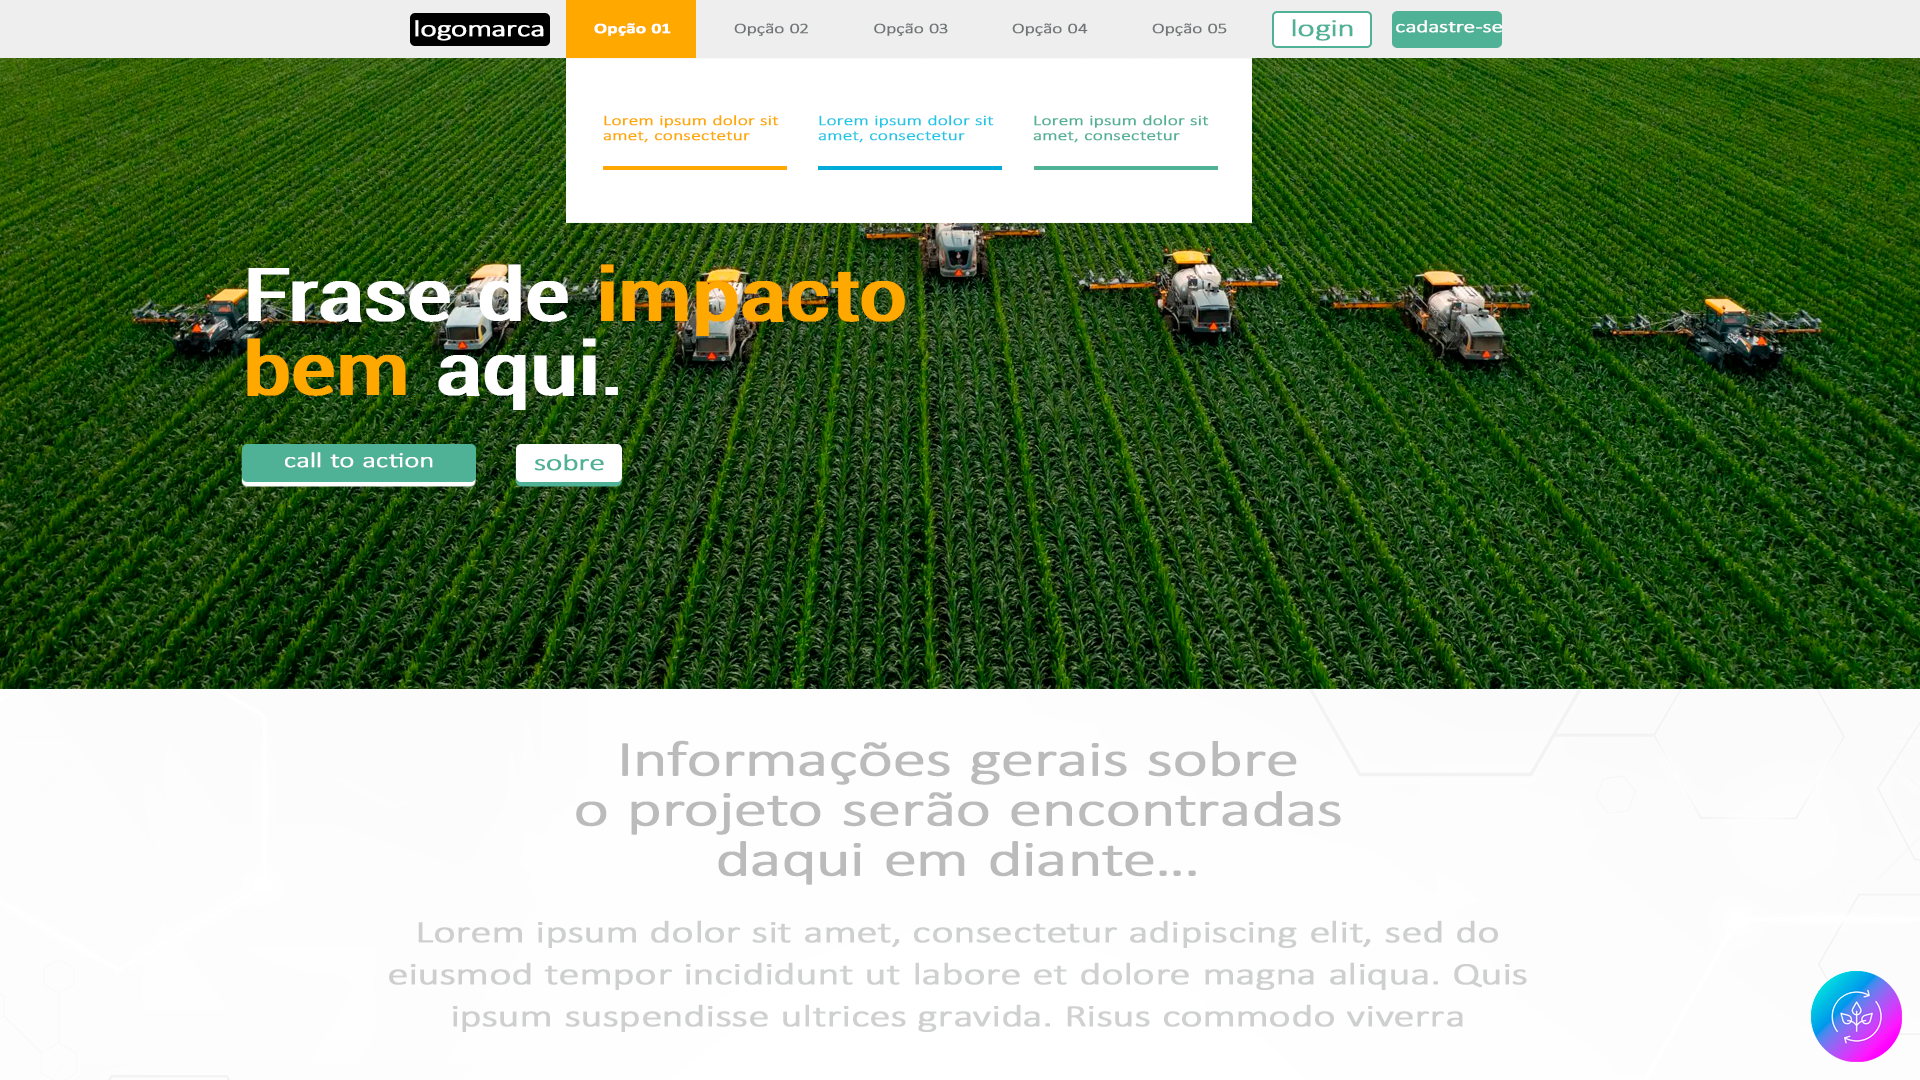 logomarca
Opção 01
Opção 02
Opção 03
Opção 04
Opção 05
login
cadastre-se
Lorem ipsum dolor sit
amet, consectetur
Lorem ipsum dolor sit
amet, consectetur
Lorem ipsum dolor sit
amet, consectetur
Frase de impacto
bem aqui.
call to action
sobre
Informações gerais sobre
o projeto serão encontradas
daqui em diante...
Lorem ipsum dolor sit amet, consectetur adipiscing elit, sed do
eiusmod tempor incididunt ut labore et dolore magna aliqua. Quis
ipsum suspendisse ultrices gravida. Risus commodo viverra